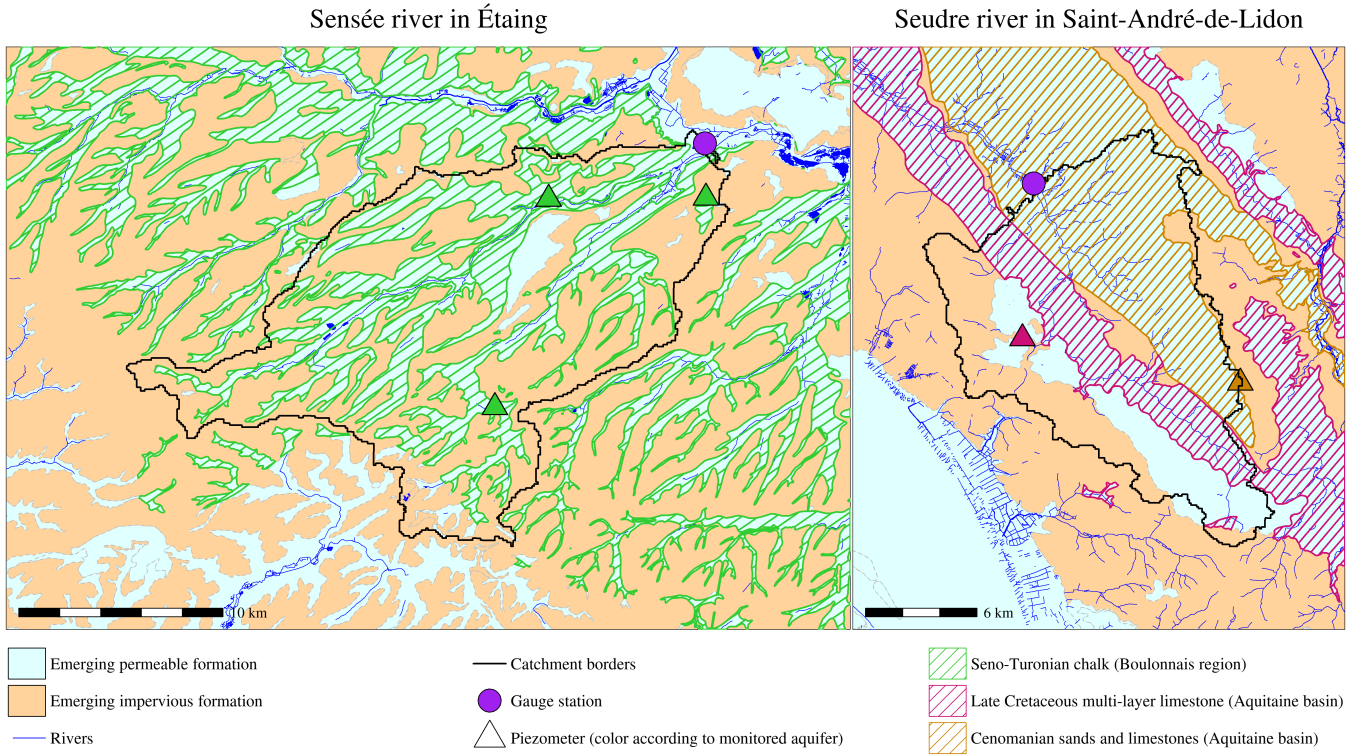 Sensée river in Étaing
Seudre river in Saint-André-de-Lidon
10 km
6 km
Emerging permeable formation
Emerging impervious formation
Rivers
Catchment borders
Gauge station
Piezometer (color according to monitored aquifer)
Seno-Turonian chalk (Boulonnais region)
Late Cretaceous multi-layer limestone (Aquitaine basin)
Cenomanian sands and limestones (Aquitaine basin)